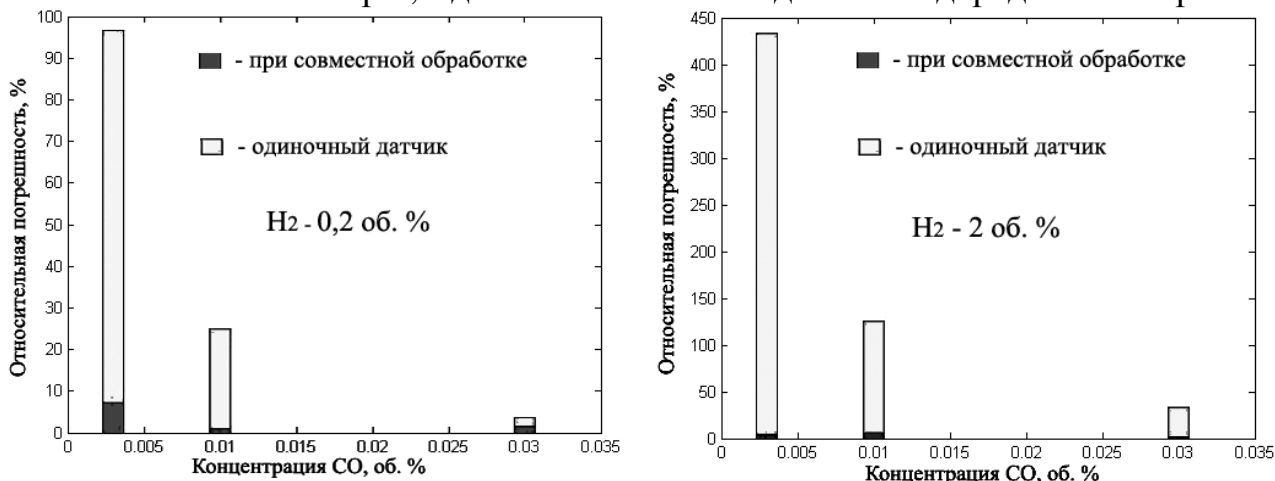 100
90
80
70
60
50
40
30
20
10
0
Относительная погрешность, %
- при совместной обработке
- одиночный датчик
H2 - 0,2 об. %
0 0.005 0.01 0.015 0.02 0.025 0.03 0.035
Концентрация СО, об. %
450
400
350
300
250
200
150
100
50
0
Относительная погрешность, %
- при совместной обработке
- одиночный датчик
H2 - 2 об. %
0 0.005 0.01 0.015 0.02 0.025 0.03 0.035
Концентрация СО, об. %